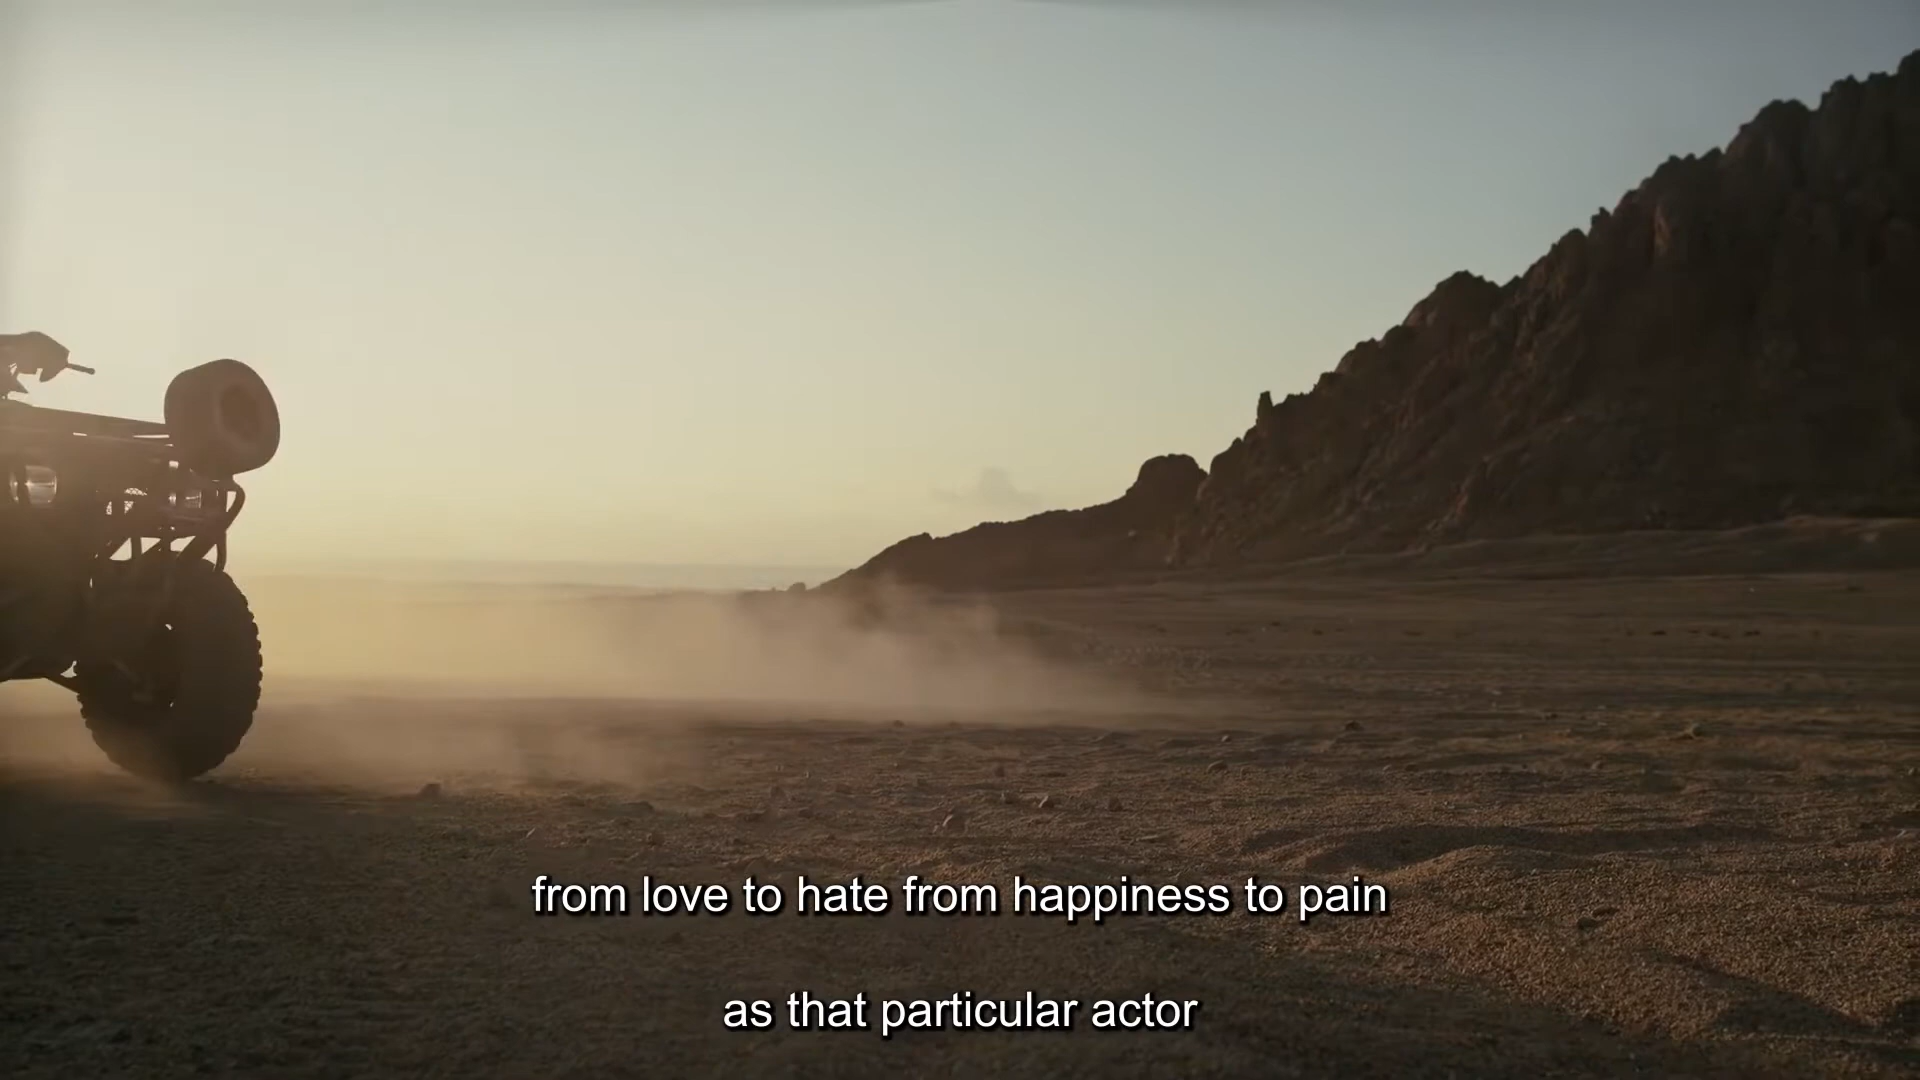 from love to hate from happiness to pain
as that particular actor